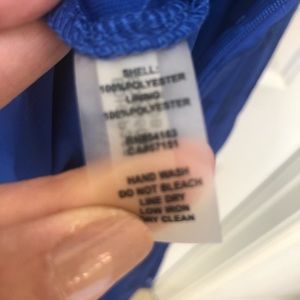 SHELL:
100%POLYESTER
LINING:
100%POLYESTER
HAND WASH
DO NOT BLEACH
LINE DRY
LOW IRON
DRY CLEAN